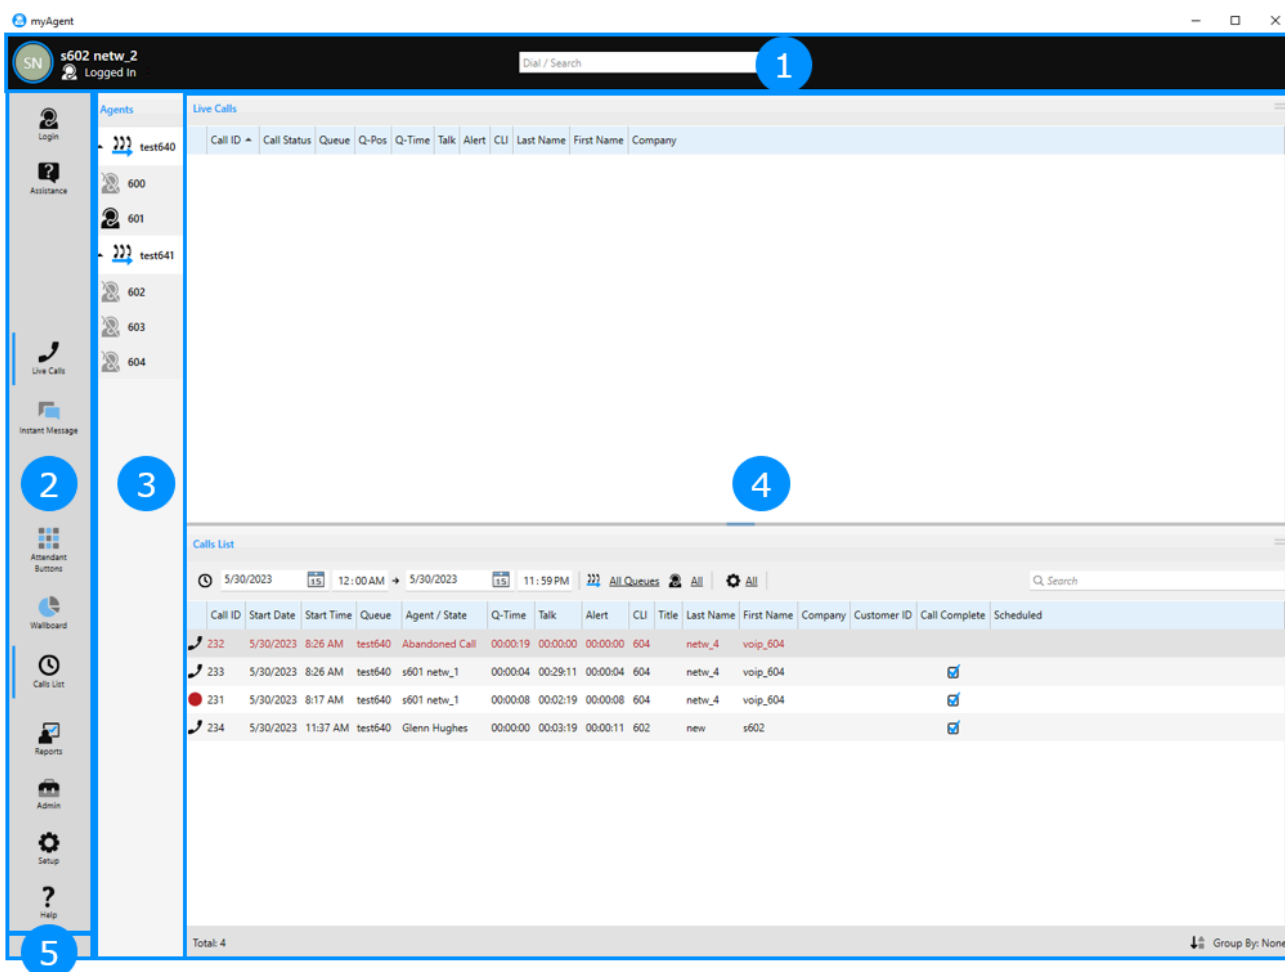 myAgent
SN
s602 netw_2
Logged In
Dial / Search
1
Login
Assistance
Live Calls
Instant Message
2
Attendant
Buttons
Wallboard
Calls List
Reports
Admin
Setup
Help
5
Agents
test640
600
601
test641
602
603
604
3
Live Calls
Call ID Call Status Queue Q-Pos Q-Time Talk Alert CLI Last Name First Name Company
4
Calls List
5/30/2023 15 12:00 AM → 5/30/2023 15 11:59 PM All Queues All All Search
Call ID Start Date Start Time Queue Agent / State Q-Time Talk Alert CLI Title Last Name First Name Company Customer ID Call Complete Scheduled
232 5/30/2023 8:26 AM test640 Abandoned Call 00:00:19 00:00:00 00:00:00 604 netw_4 voip_604
233 5/30/2023 8:26 AM test640 s601 netw_1 00:00:04 00:29:11 00:00:04 604 netw_4 voip_604
231 5/30/2023 8:17 AM test640 s601 netw_1 00:00:08 00:02:19 00:00:08 604 netw_4 voip_604
234 5/30/2023 11:37 AM test640 Glenn Hughes 00:00:00 00:03:19 00:00:11 602 new s602
Total: 4 Group By: None